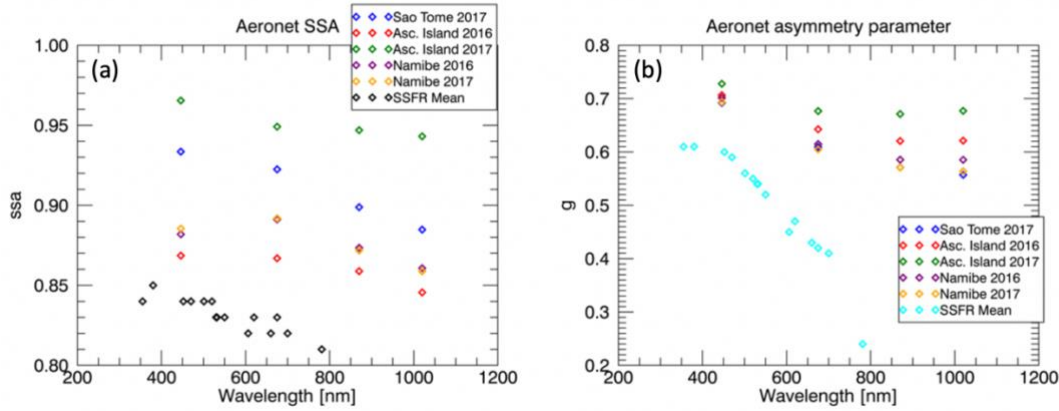 Aeronet SSA
(a)
Sao Tome 2017
Asc. Island 2016
Asc. Island 2017
Namibe 2016
Namibe 2017
SSFR Mean
1.00
0.95
0.90
0.85
0.80
ssa
200 400 600 800 1000 1200
Wavelength [nm]
Aeronet asymmetry parameter
(b)
0.8
0.7
0.6
0.5
0.4
0.3
0.2
g
Sao Tome 2017
Asc. Island 2016
Asc. Island 2017
Namibe 2016
Namibe 2017
SSFR Mean
200 400 600 800 1000 1200
Wavelength [nm]